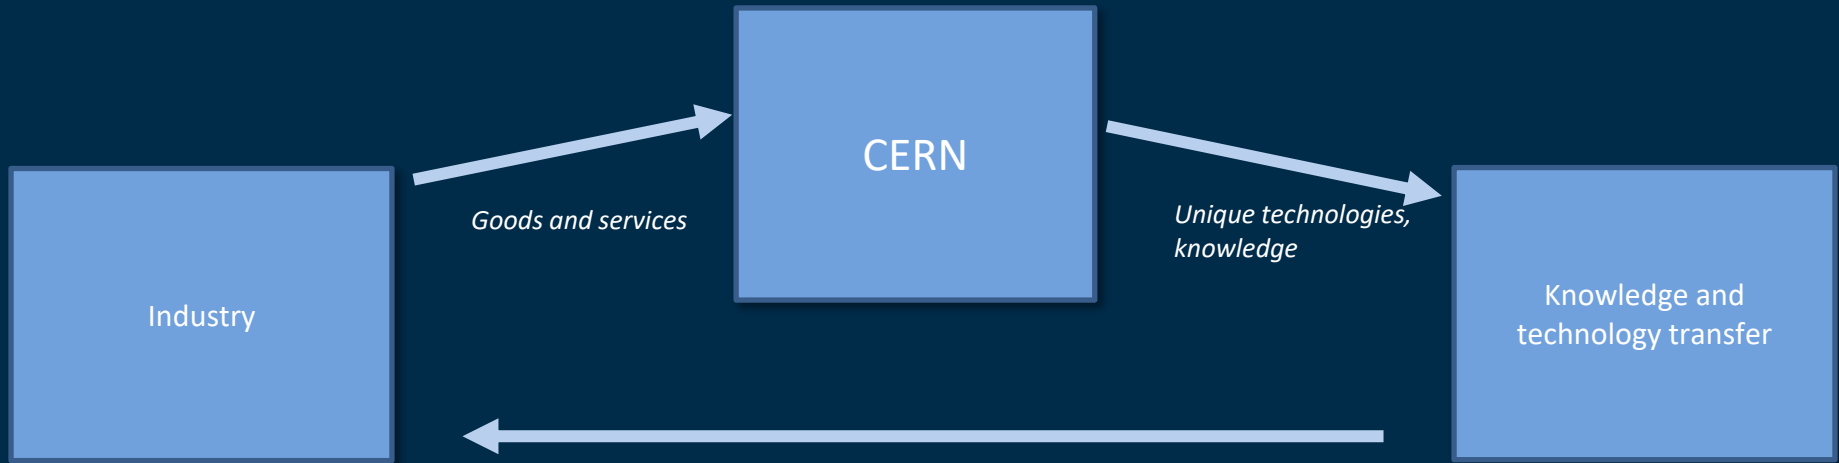 CERN
Goods and services
Unique technologies,
knowledge
Industry
Knowledge and
technology transfer